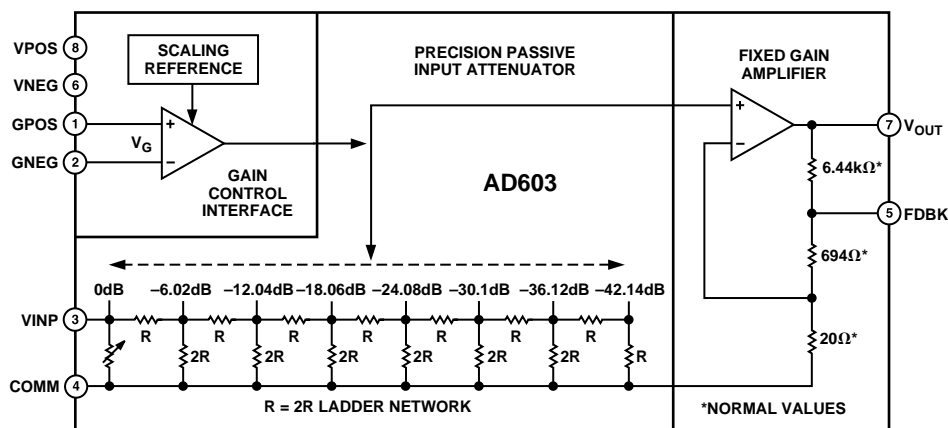 VPOS 8
VNEG 6
GPOS 1
GNEG 2
SCALING
REFERENCE
+
VG
–
GAIN
CONTROL
INTERFACE
PRECISION PASSIVE
INPUT ATTENUATOR
AD603
FIXED GAIN
AMPLIFIER
+
–
7 VOUT
6.44kΩ*
5 FDBK
694Ω*
20Ω*
*NORMAL VALUES
0dB –6.02dB –12.04dB –18.06dB –24.08dB –30.1dB –36.12dB –42.14dB
VINP 3
R R R R R R R
2R 2R 2R 2R 2R 2R R
COMM 4
R = 2R LADDER NETWORK